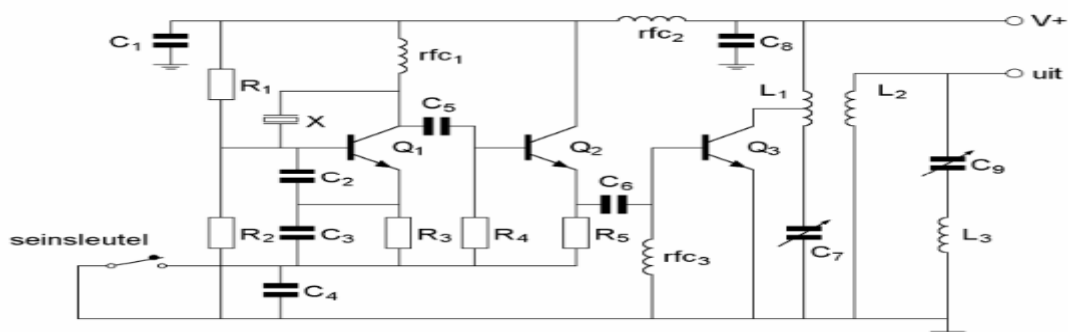 V+
C1
rfc1
rfc2
C8
uit
R1
X
C5
L1
L2
Q1
Q2
Q3
C2
C6
C9
seinsleutel
R2
C3
R3
R4
R5
rfc3
C7
L3
C4